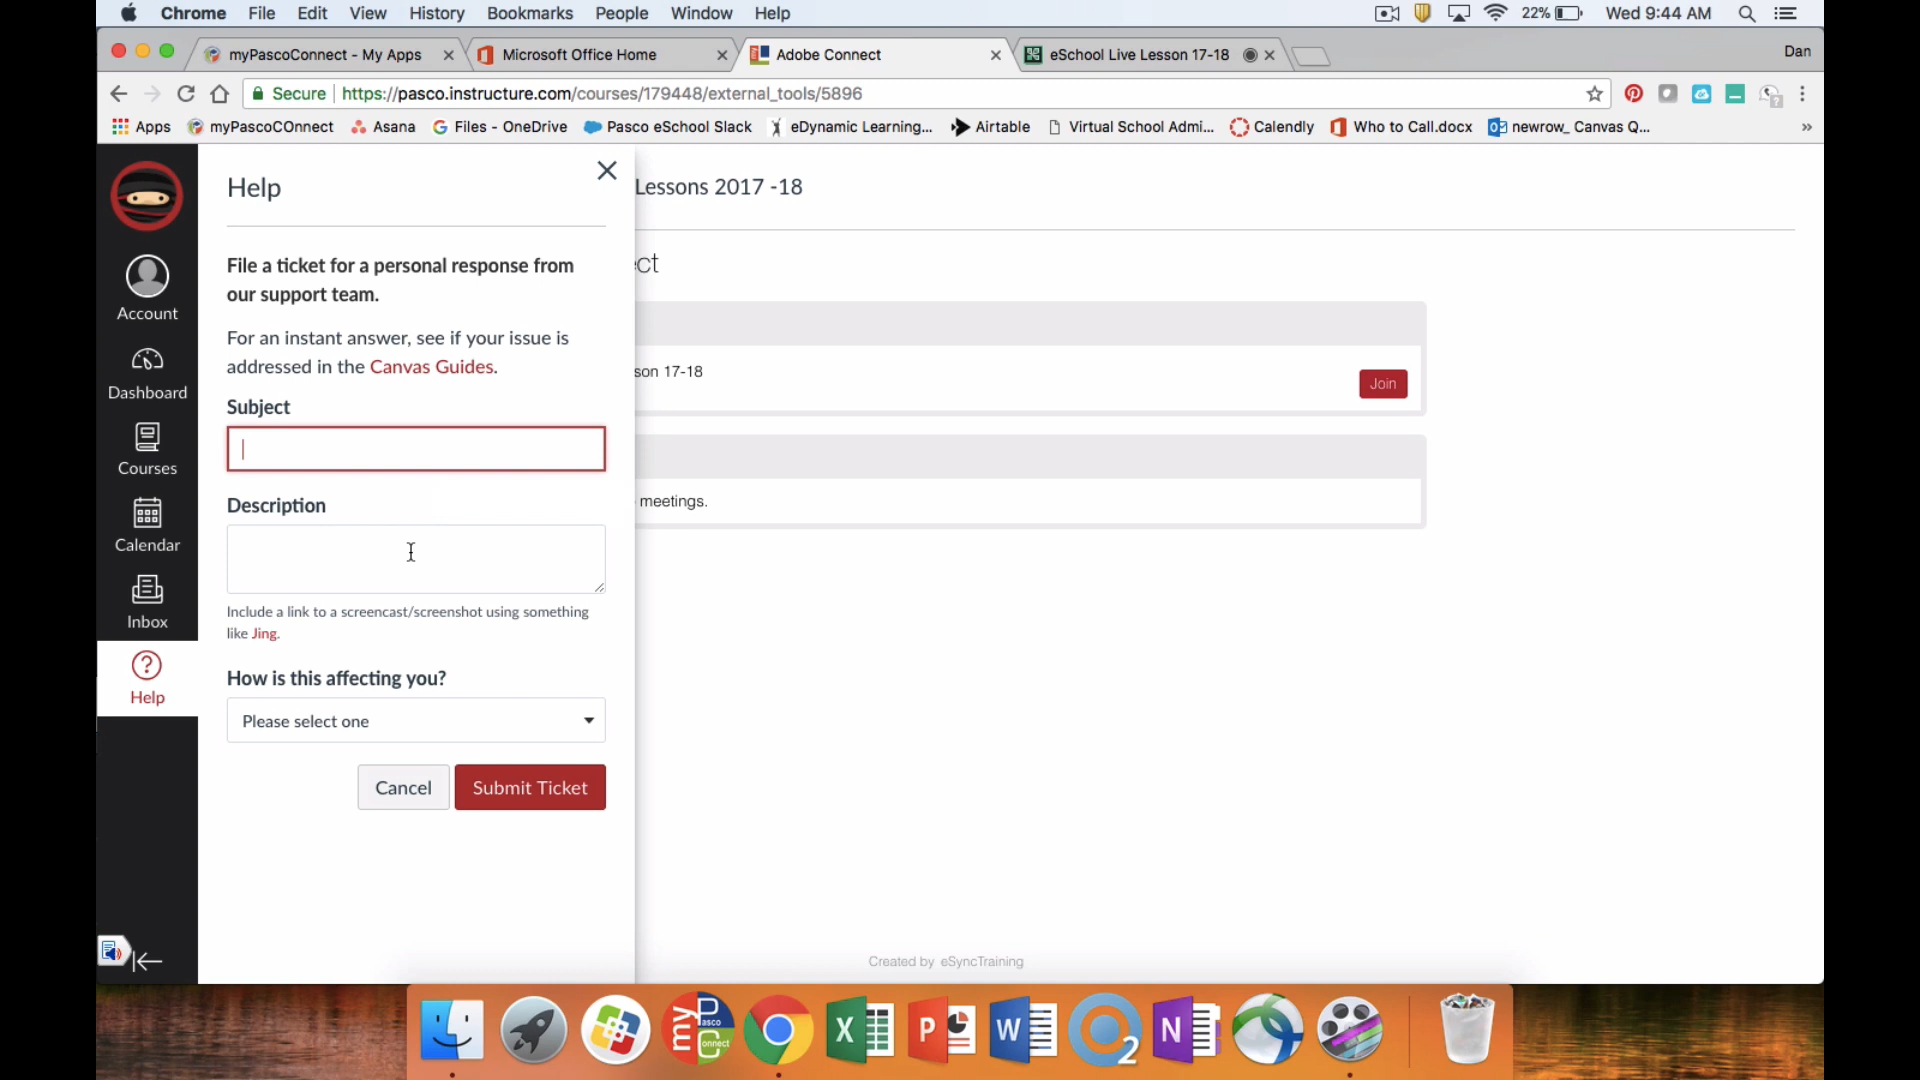 Chrome File Edit View History Bookmarks People Window Help 22% Wed 9:44 AM
myPascoConnect - My Apps Microsoft Office Home Adobe Connect eSchool Live Lesson 17-18 Dan
Secure https://pasco.instructure.com/courses/179448/external_tools/5896
Apps myPascoCOnnect Asana Files - OneDrive Pasco eSchool Slack eDynamic Learning... Airtable Virtual School Admi... Calendly Who to Call.docx newrow_ Canvas Q... »
Help
Lessons 2017 -18
File a ticket for a personal response from
our support team.
ct
For an instant answer, see if your issue is
addressed in the Canvas Guides.
son 17-18
Join
Subject
Description
meetings.
Include a link to a screencast/screenshot using something
like Jing.
How is this affecting you?
Please select one
Cancel Submit Ticket
Account
Dashboard
Courses
Calendar
Inbox
Help
Created by eSyncTraining
my Pasco Connect
X P W 2 N